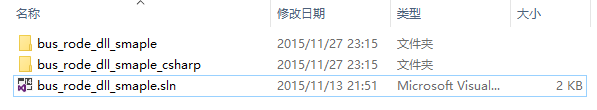 名称 修改日期 类型 大小
bus_rode_dll_smaple 2015/11/27 23:15 文件夹
bus_rode_dll_smaple_csharp 2015/11/27 23:15 文件夹
bus_rode_dll_smaple.sln 2015/11/13 21:51 Microsoft Visual... 2 KB